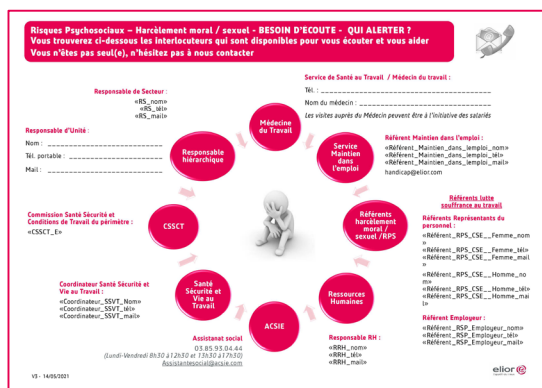 Risques Psychosociaux – Harcèlement moral / sexuel - BESOIN D'ECOUTE - QUI ALERTER ?
Vous trouverez ci-dessous les interlocuteurs qui sont disponibles pour vous écouter et vous aider
Vous n'êtes pas seul(e), n'hésitez pas à nous contacter
Service de Santé au Travail / Médecin du travail :
Tél. : ____________________
Nom du médecin : ____________________
Les visites auprès du Médecin peuvent être à l'initiative des salariés
Responsable de Secteur :
«RS_nom»
«RS_tél»
«RS_mail»
Responsable d'Unité :
Nom : ____________________
Tél. portable : ____________________
Mail : ____________________
Médecine
du Travail
Service
Maintien
dans
l'emploi
Référent Maintien dans l'emploi :
«Référent_Maintien_dans_lemploi_nom»
«Référent_Maintien_dans_lemploi_tél»
«Référent_Maintien_dans_lemploi_mail»
handicap@elior.com
Responsable
hiérarchique
Référents lutte
souffrance au travail
Référents
harcèlement
moral /
sexuel /RPS
Référents Représentants du
personnel :
«Référent_RPS_CSE__Femme_nom
»
«Référent_RPS_CSE__Femme_tél»
«Référent_RPS_CSE__Femme_mail
»
«Référent_RPS_CSE__Homme_no
m»
«Référent_RPS_CSE__Homme_tél»
«Référent_RPS_CSE__Homme_mai
l»
Référent Employeur :
«Référent_RSP_Employeur_nom»
«Référent_RSP_Employeur_tél»
«Référent_RSP_Employeur_mail»
Commission Santé Sécurité et
Conditions de Travail du périmètre :
«CSSCT_E»
CSSCT
Coordinateur Santé Sécurité et
Vie au Travail :
«Coordinateur_SSVT_Nom»
«Coordinateur_SSVT_tél»
«Coordinateur_SSVT_mail»
Santé
Sécurité et
Vie au
Travail
Ressources
Humaines
ACSIE
Assistanat social
03.85.93.04.44
(Lundi-Vendredi 8h30 à 12h30 et 13h30 à 17h30)
Assistantesocial@acsie.com
Responsable RH :
«RRH_nom»
«RRH_tél»
«RRH_mail»
V3 - 14/05/2021
elior